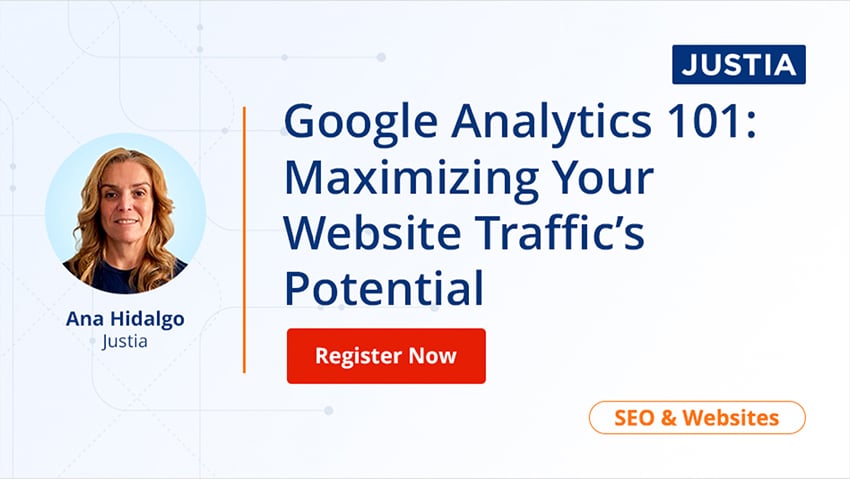 JUSTIA
Google Analytics 101:
Maximizing Your
Website Traffic’s
Potential
Ana Hidalgo
Justia
Register Now
SEO & Websites